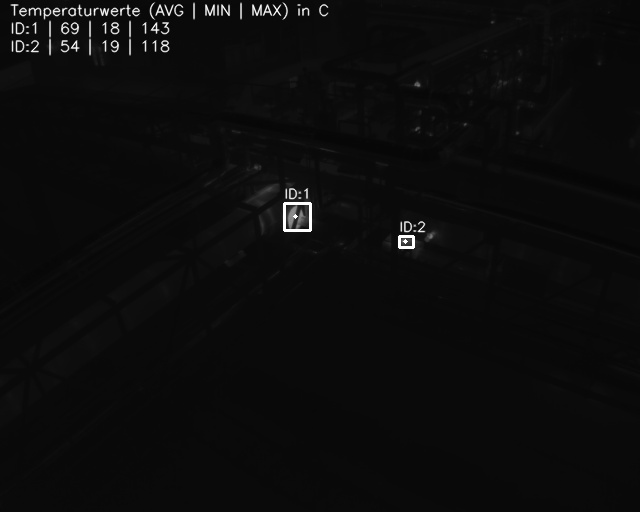 Temperaturwerte (AVG | MIN | MAX) in C
ID:1 | 69 | 18 | 143
ID:2 | 54 | 19 | 118
ID:1
ID:2